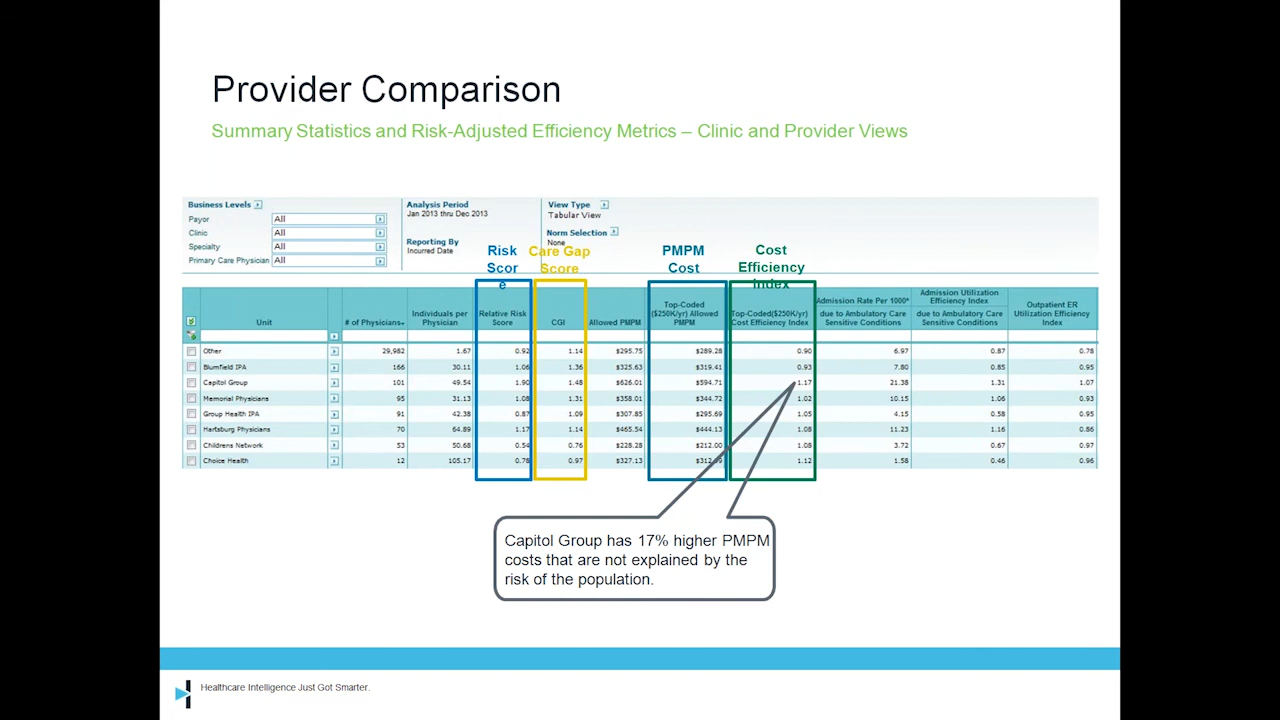 Provider Comparison
Summary Statistics and Risk-Adjusted Efficiency Metrics – Clinic and Provider Views
Business Levels
Payor All
Clinic All
Specialty All
Primary Care Physician All
Analysis Period
Jan 2013 thru Dec 2013
Reporting By
Incurred Date
View Type
Tabular View
Norm Selection
None
Risk
Scor
e
Care Gap
Score
PMPM
Cost
Cost
Efficiency
Index
Unit
# of Physicians
Individuals per
Physician
Relative Risk
Score
CGI
Allowed PMPM
Top-Coded
($250K/yr) Allowed
PMPM
Top-Coded($250K/yr)
Cost Efficiency Index
Admission Rate Per 1000*
due to Ambulatory Care
Sensitive Conditions
Admission Utilization
Efficiency Index
due to Ambulatory Care
Sensitive Conditions
Outpatient ER
Utilization Efficiency
Index
Other 29,982 1.67 0.92 1.14 $295.75 $289.28 0.90 6.97 0.87 0.78
Blumfield IPA 166 30.11 1.06 1.36 $325.63 $319.41 0.93 7.80 0.85 0.95
Capitol Group 101 49.54 1.90 1.48 $626.01 $594.71 1.17 21.38 1.31 1.07
Memorial Physicians 95 31.13 1.08 1.31 $358.01 $344.72 1.02 10.15 1.06 0.93
Group Health IPA 91 42.38 0.87 1.09 $307.85 $295.69 1.05 4.15 0.58 0.95
Hartsburg Physicians 70 64.89 1.17 1.14 $465.54 $444.13 1.08 11.23 1.16 0.86
Childrens Network 53 50.68 0.54 0.76 $228.28 $212.00 1.08 3.72 0.67 0.97
Choice Health 12 105.17 0.78 0.97 $327.13 1.12 1.58 0.46 0.96
Capitol Group has 17% higher PMPM
costs that are not explained by the
risk of the population.
Healthcare Intelligence Just Got Smarter.